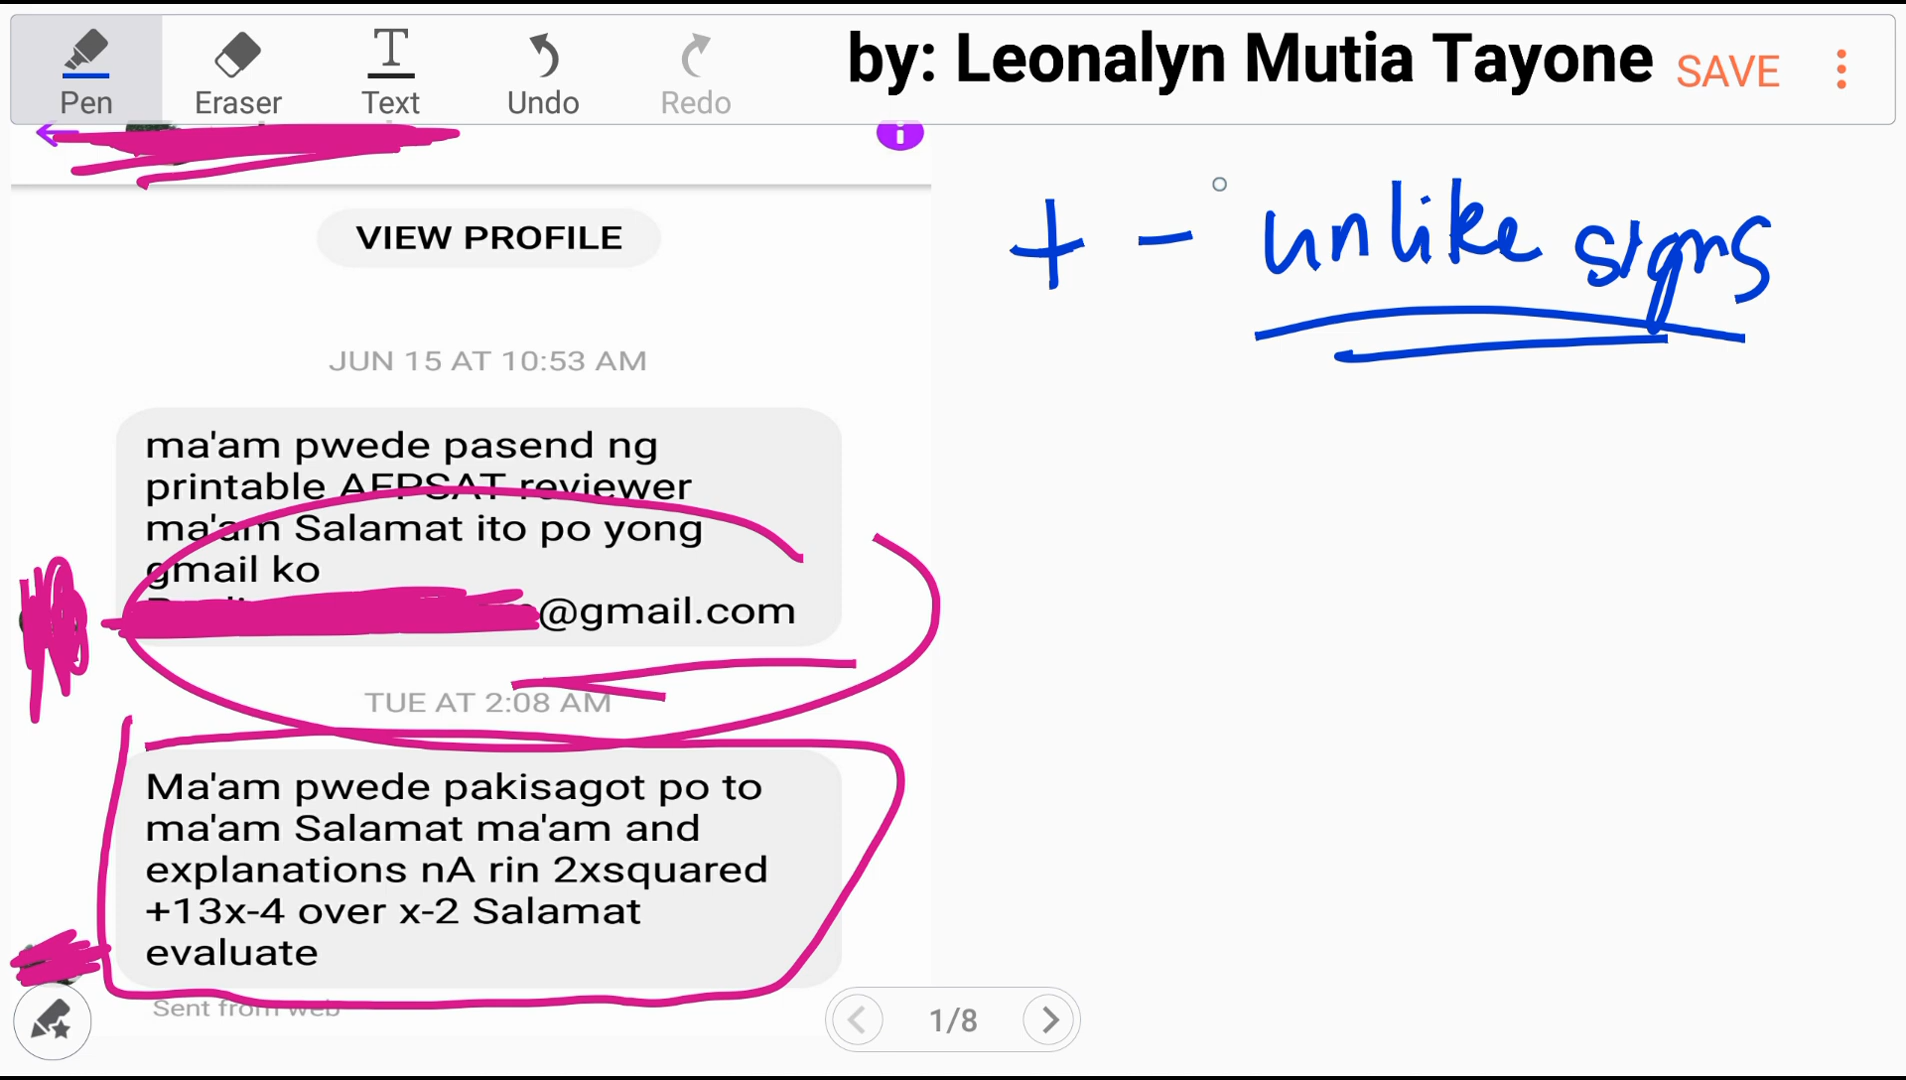 by: Leonalyn Mutia Tayone
SAVE
Pen
Eraser
Text
Undo
Redo
VIEW PROFILE
+ - unlike signs
JUN 15 AT 10:53 AM
ma'am pwede pasend ng
printable AFPSAT reviewer
ma'am Salamat ito po yong
gmail ko
@gmail.com
TUE AT 2:08 AM
Ma'am pwede pakisagot po to
ma'am Salamat ma'am and
explanations nA rin 2xsquared
+13x-4 over x-2 Salamat
evaluate
Sent from web
1/8